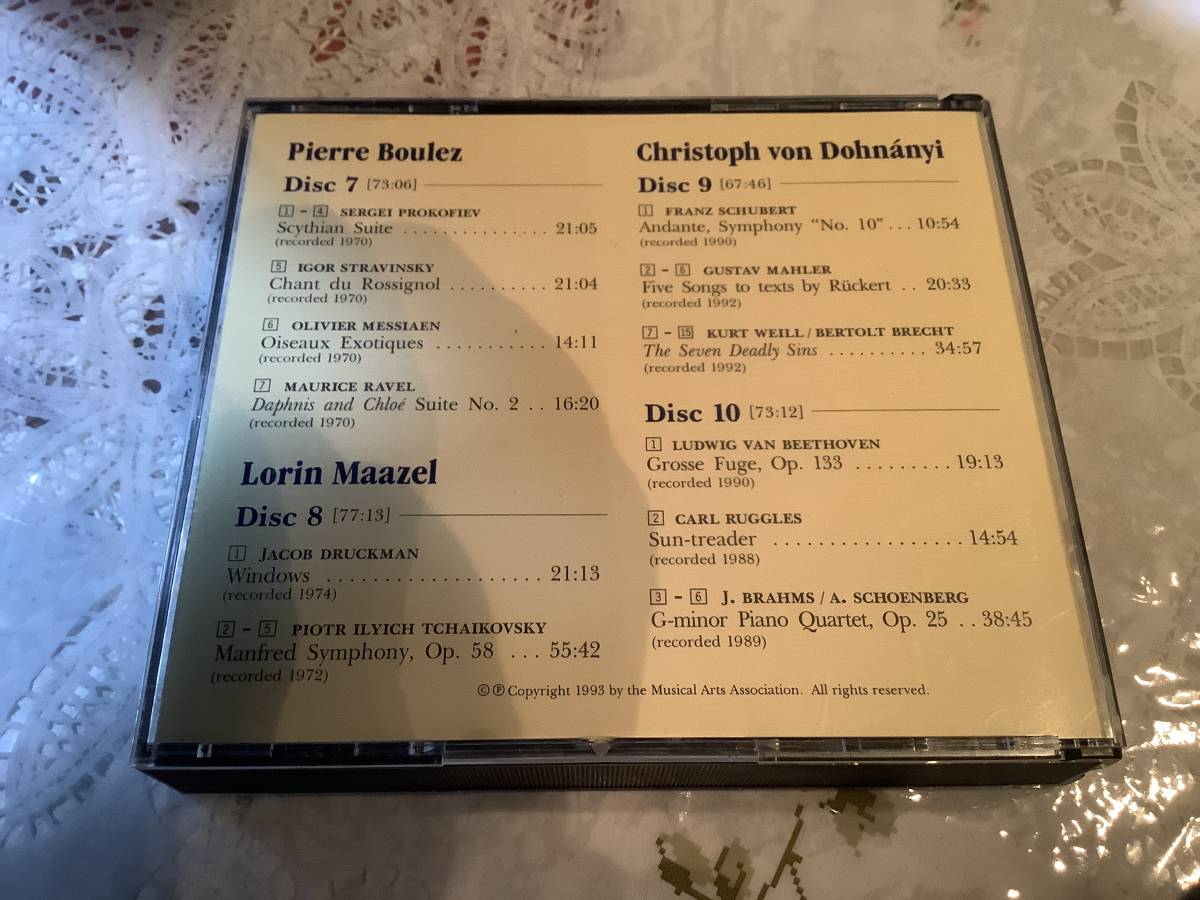 Pierre Boulez
Disc 7 [73:06]
1 - 4 SERGEI PROKOFIEV
Scythian Suite ............... 21:05
(recorded 1970)
5 IGOR STRAVINSKY
Chant du Rossignol .......... 21:04
(recorded 1970)
6 OLIVIER MESSIAEN
Oiseaux Exotiques ........... 14:11
(recorded 1970)
7 MAURICE RAVEL
Daphnis and Chloé Suite No. 2 .. 16:20
(recorded 1970)
Lorin Maazel
Disc 8 [77:13]
1 JACOB DRUCKMAN
Windows .................... 21:13
(recorded 1974)
2 - 5 PIOTR ILYICH TCHAIKOVSKY
Manfred Symphony, Op. 58 ... 55:42
(recorded 1972)
Christoph von Dohnányi
Disc 9 [67:46]
1 FRANZ SCHUBERT
Andante, Symphony “No. 10” ... 10:54
(recorded 1990)
2 - 6 GUSTAV MAHLER
Five Songs to texts by Rückert .. 20:33
(recorded 1992)
7 - 15 KURT WEILL / BERTOLT BRECHT
The Seven Deadly Sins .......... 34:57
(recorded 1992)
Disc 10 [73:12]
1 LUDWIG VAN BEETHOVEN
Grosse Fuge, Op. 133 ......... 19:13
(recorded 1990)
2 CARL RUGGLES
Sun-treader .................. 14:54
(recorded 1988)
3 - 6 J. BRAHMS / A. SCHOENBERG
G-minor Piano Quartet, Op. 25 .. 38:45
(recorded 1989)
©℗ Copyright 1993 by the Musical Arts Association. All rights reserved.